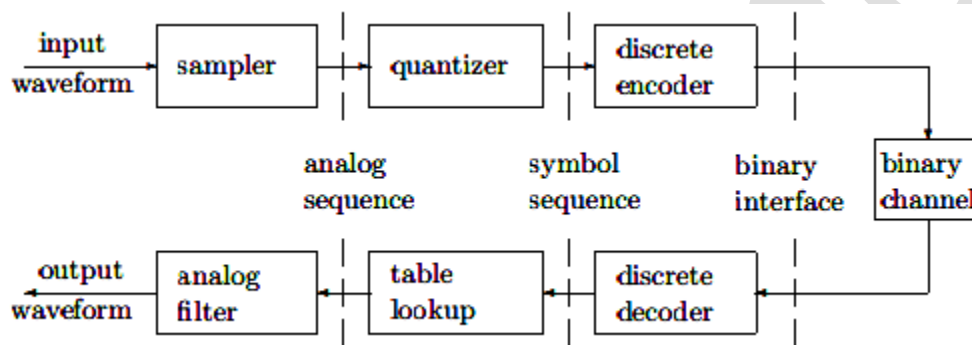 input
waveform
sampler
quantizer
discrete
encoder
analog
sequence
symbol
sequence
binary
interface
binary
channel
output
waveform
analog
filter
table
lookup
discrete
decoder